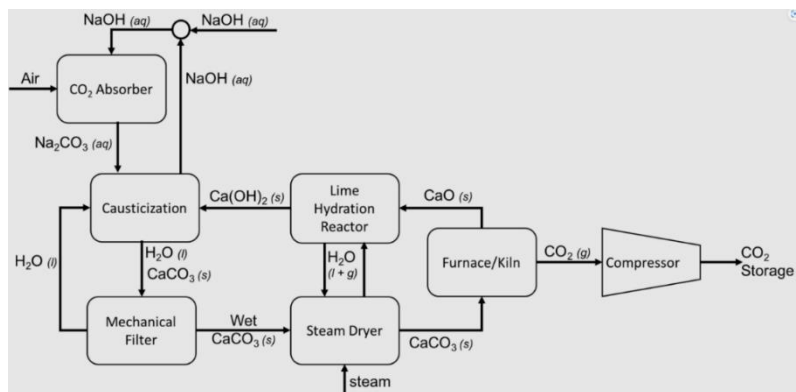 NaOH (aq)
NaOH (aq)
Air
CO₂ Absorber
NaOH (aq)
Na₂CO₃ (aq)
Causticization
Ca(OH)₂ (s)
Lime
Hydration
Reactor
CaO (s)
H₂O (l)
H₂O (l)
CaCO₃ (s)
H₂O
(l + g)
Furnace/Kiln
CO₂ (g)
Compressor
CO₂
Storage
Mechanical
Filter
Wet
CaCO₃ (s)
Steam Dryer
CaCO₃ (s)
steam